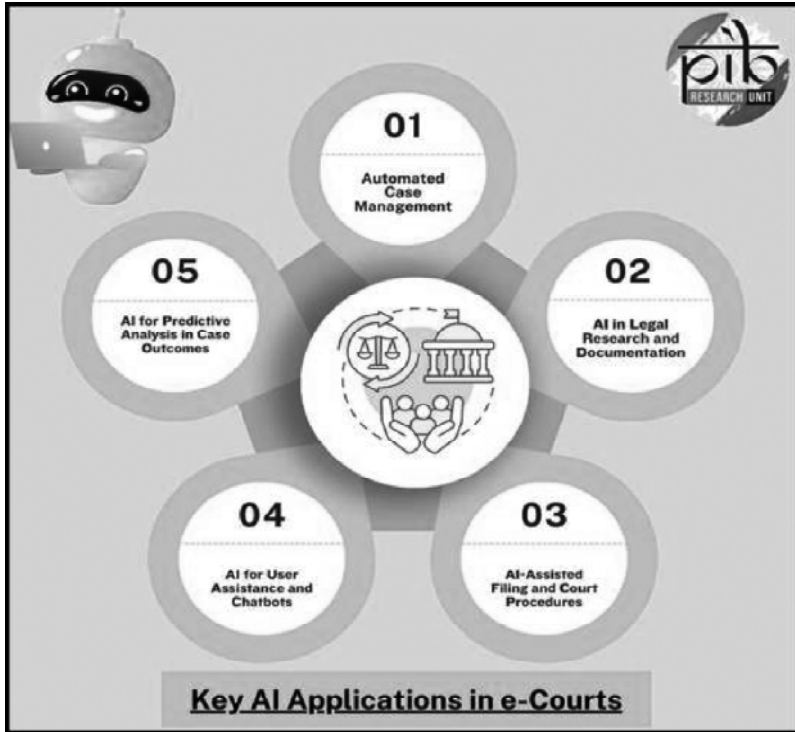 pib
RESEARCH UNIT
01
Automated
Case
Management
02
AI in Legal
Research and
Documentation
03
AI-Assisted
Filing and Court
Procedures
04
AI for User
Assistance and
Chatbots
05
AI for Predictive
Analysis in Case
Outcomes
Key AI Applications in e-Courts